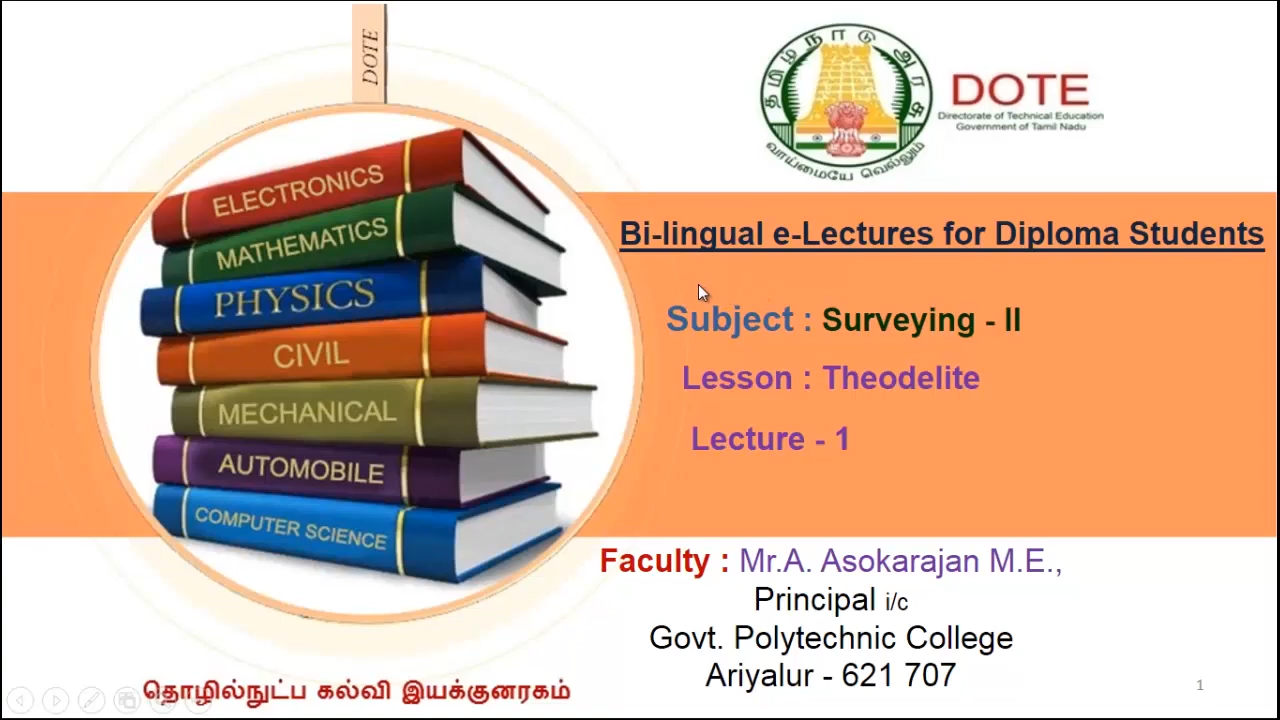 DOTE
தமிழ்நாடு அரசு
வாய்மையே வெல்லும்
DOTE
Directorate of Technical Education
Government of Tamil Nadu
ELECTRONICS
MATHEMATICS
PHYSICS
CIVIL
MECHANICAL
AUTOMOBILE
COMPUTER SCIENCE
Bi-lingual e-Lectures for Diploma Students
Subject : Surveying - II
Lesson : Theodelite
Lecture - 1
Faculty : Mr.A. Asokarajan M.E.,
Principal i/c
Govt. Polytechnic College
Ariyalur - 621 707
தொழில்நுட்ப கல்வி இயக்குனரகம்
1